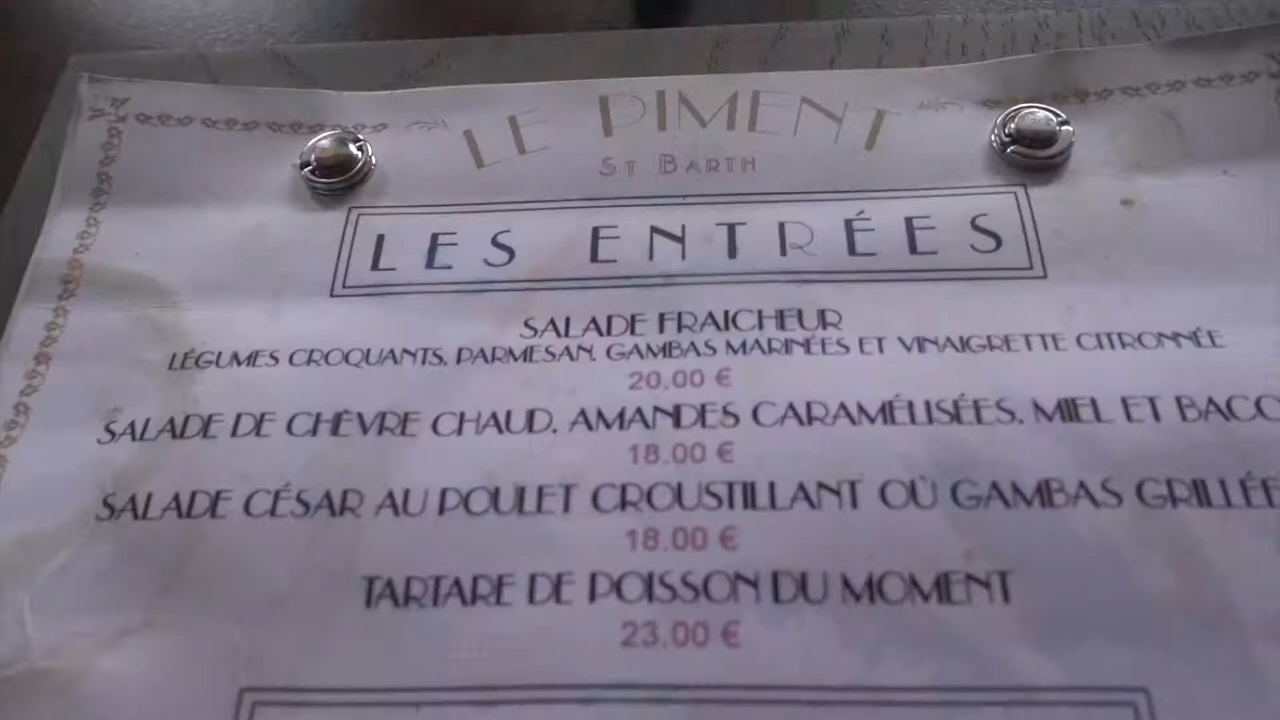 LE PIMENT
ST BARTH
LES ENTRÉES
SALADE FRAICHEUR
LÉGUMES CROQUANTS, PARMESAN, GAMBAS MARINÉES ET VINAIGRETTE CITRONNÉE
20.00 €
SALADE DE CHÈVRE CHAUD, AMANDES CARAMÉLISÉES, MIEL ET
18.00 €
SALADE CÉSAR AU POULET CROUSTILLANT OÙ GAMBAS GRILLÉE
18.00 €
TARTARE DE POISSON DU MOMENT
23.00 €